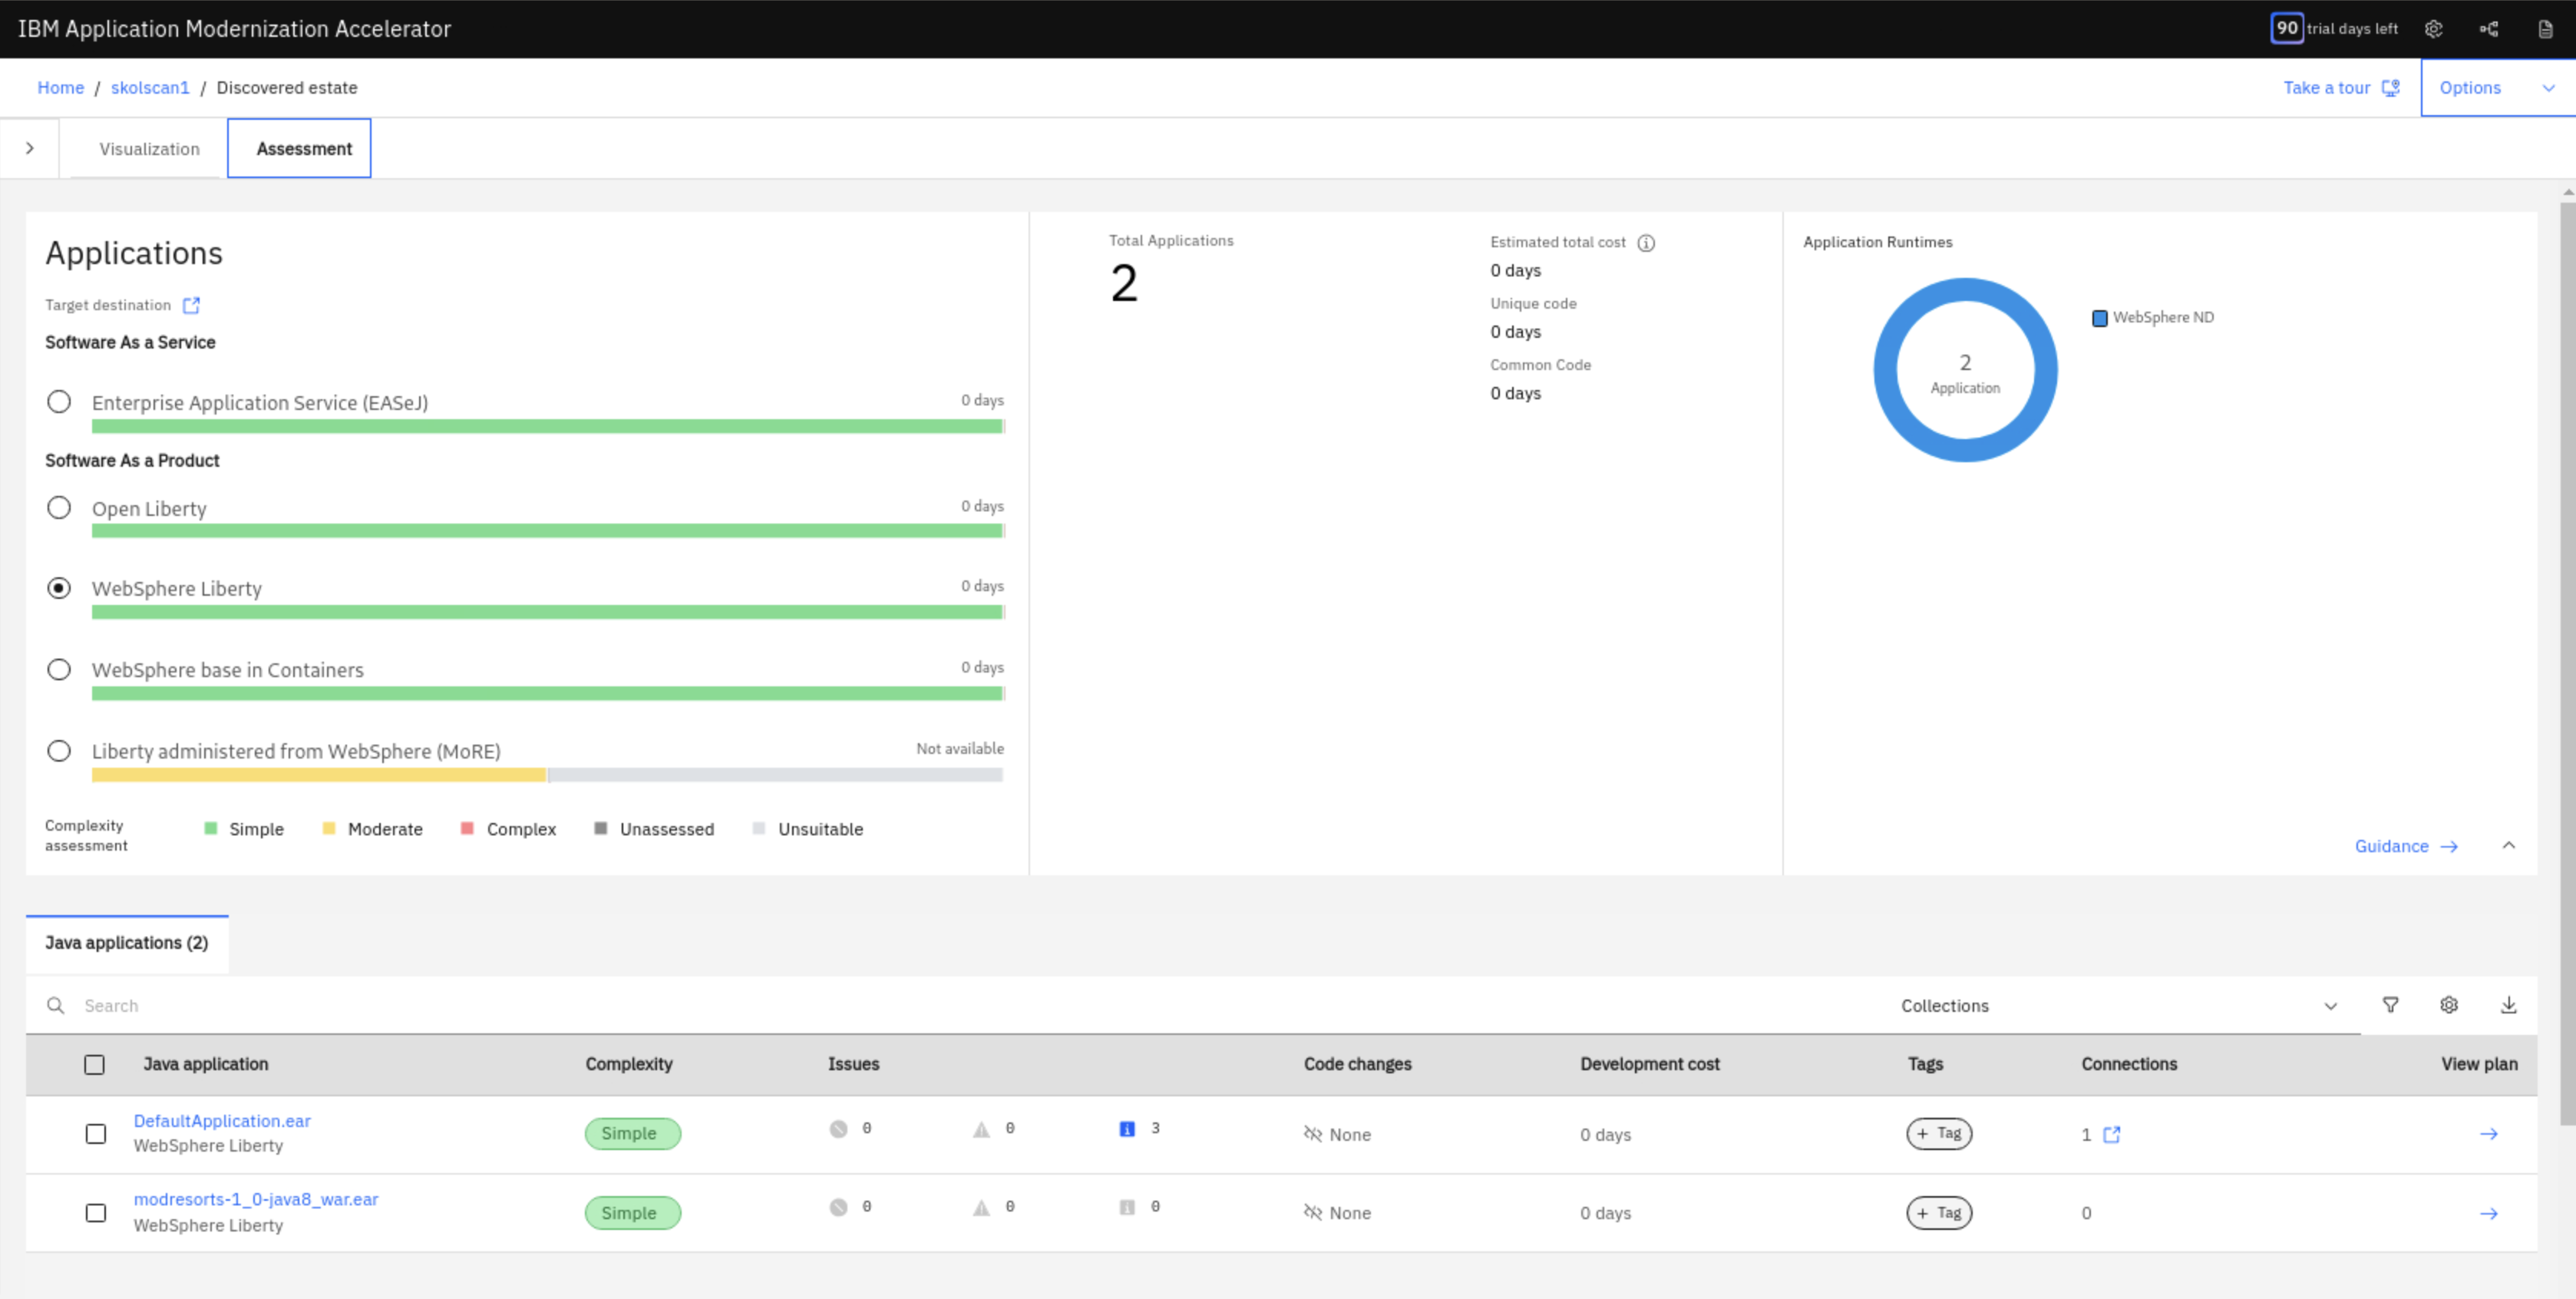 IBM Application Modernization Accelerator
90 trial days left
Home / skolscan1 / Discovered estate
Take a tour
Options
Visualization
Assessment
Applications
Target destination
Software As a Service
Enterprise Application Service (EASeJ) 0 days
Software As a Product
Open Liberty 0 days
WebSphere Liberty 0 days
WebSphere base in Containers 0 days
Liberty administered from WebSphere (MoRE) Not available
Complexity assessment
Simple Moderate Complex Unassessed Unsuitable
Total Applications
2
Estimated total cost
0 days
Unique code
0 days
Common Code
0 days
Application Runtimes
2
Application
WebSphere ND
Guidance
Java applications (2)
Search
Collections
Java application Complexity Issues Code changes Development cost Tags Connections View plan
DefaultApplication.ear
WebSphere Liberty
Simple 0 0 3 None 0 days + Tag 1
modresorts-1_0-java8_war.ear
WebSphere Liberty
Simple 0 0 0 None 0 days + Tag 0